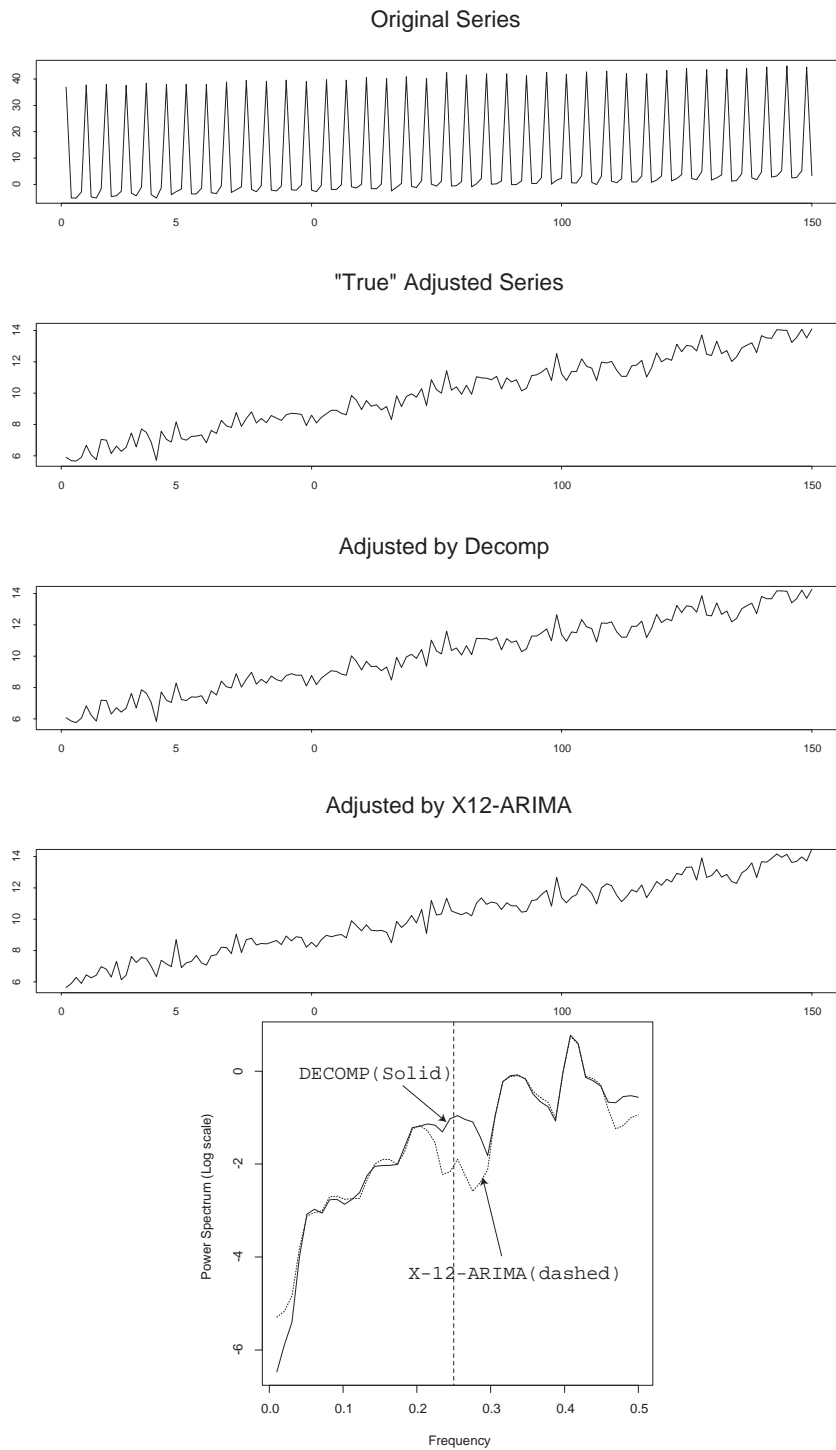 Original Series
40
30
20
10
0
0 5 0 100 150
"True" Adjusted Series
14
12
10
8
6
0 5 0 100 150
Adjusted by Decomp
14
12
10
8
6
0 5 0 100 150
Adjusted by X12-ARIMA
14
12
10
8
6
0 5 0 100 150
Power Spectrum (Log scale)
0
-2
-4
-6
DECOMP(Solid)
X-12-ARIMA(dashed)
0.0 0.1 0.2 0.3 0.4 0.5
Frequency